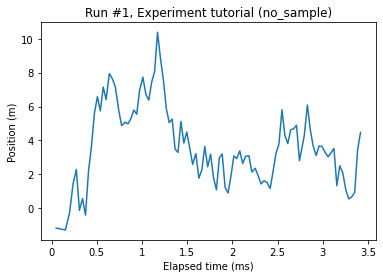 Run #1, Experiment tutorial (no_sample)
Position (m)
10
8
6
4
2
0
0 0.5 1 1.5 2 2.5 3 3.5
Elapsed time (ms)